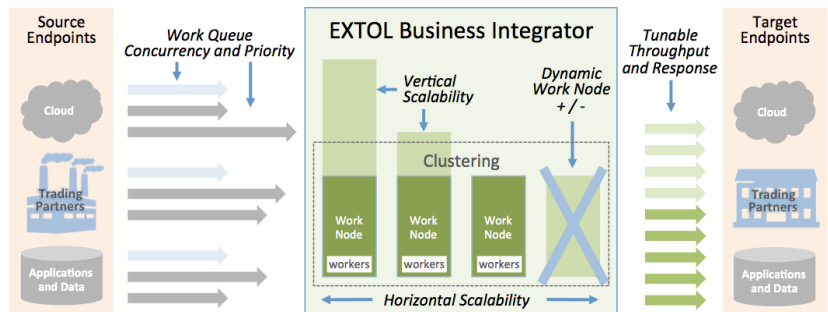 Source
Endpoints
Work Queue
Concurrency and Priority
EXTOL Business Integrator
Tunable
Throughput
and Response
Target
Endpoints
Cloud
Trading
Partners
Applications
and Data
Vertical
Scalability
Dynamic
Work Node
+ / -
Clustering
Work
Node
workers
Work
Node
workers
Work
Node
workers
Horizontal Scalability
Cloud
Trading
Partners
Applications
and Data